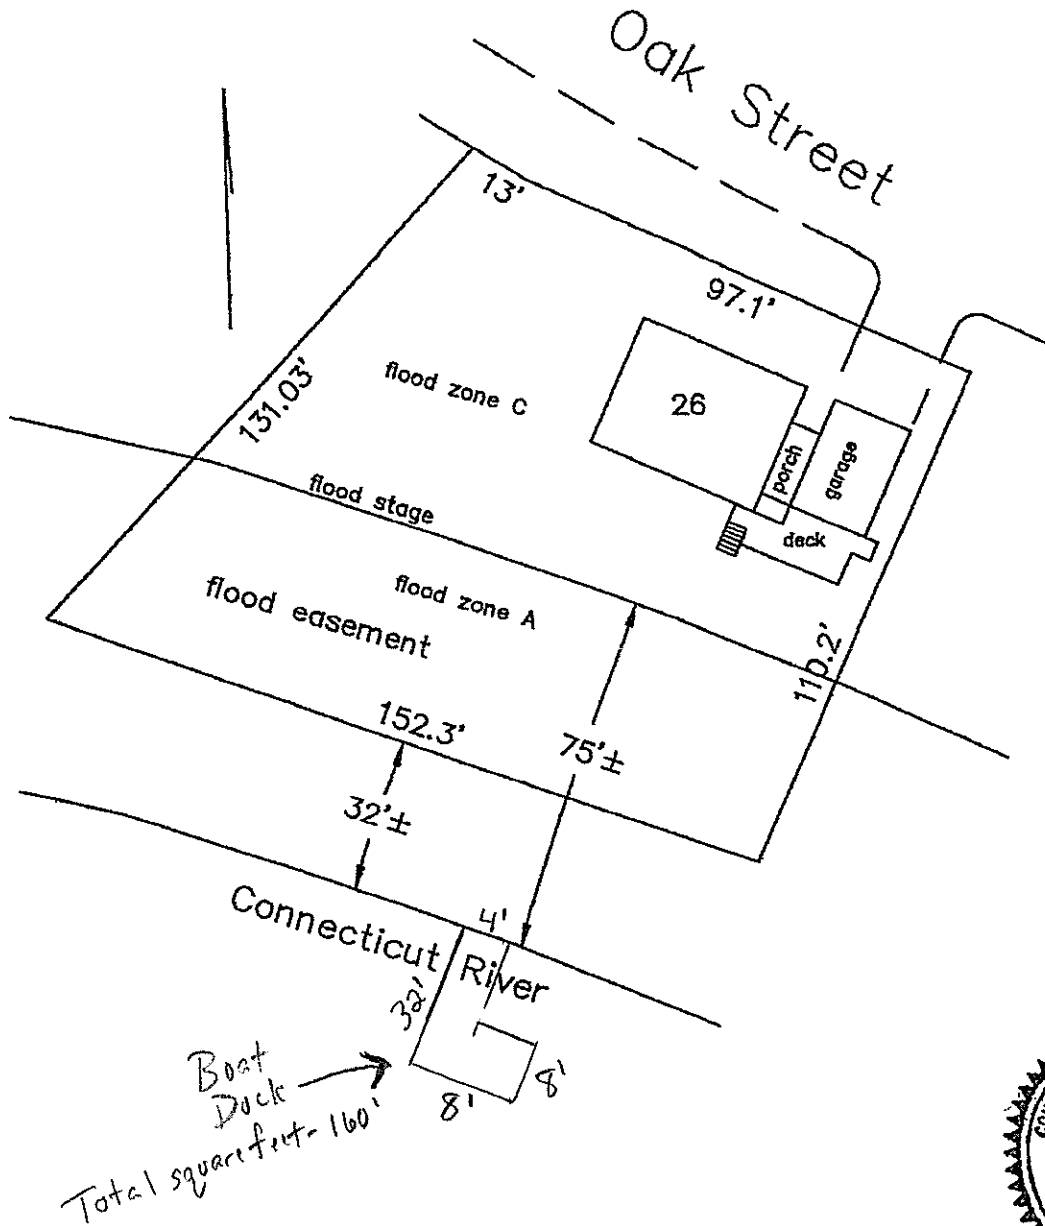 Oak Street
13'
97.1'
131.03'
flood zone C
26
porch
garage
deck
flood stage
flood zone A
flood easement
110.2'
152.3'
75'±
32'±
Connecticut River
4'
32'
8'
8'
Boat
Dock
Total square feet - 160'